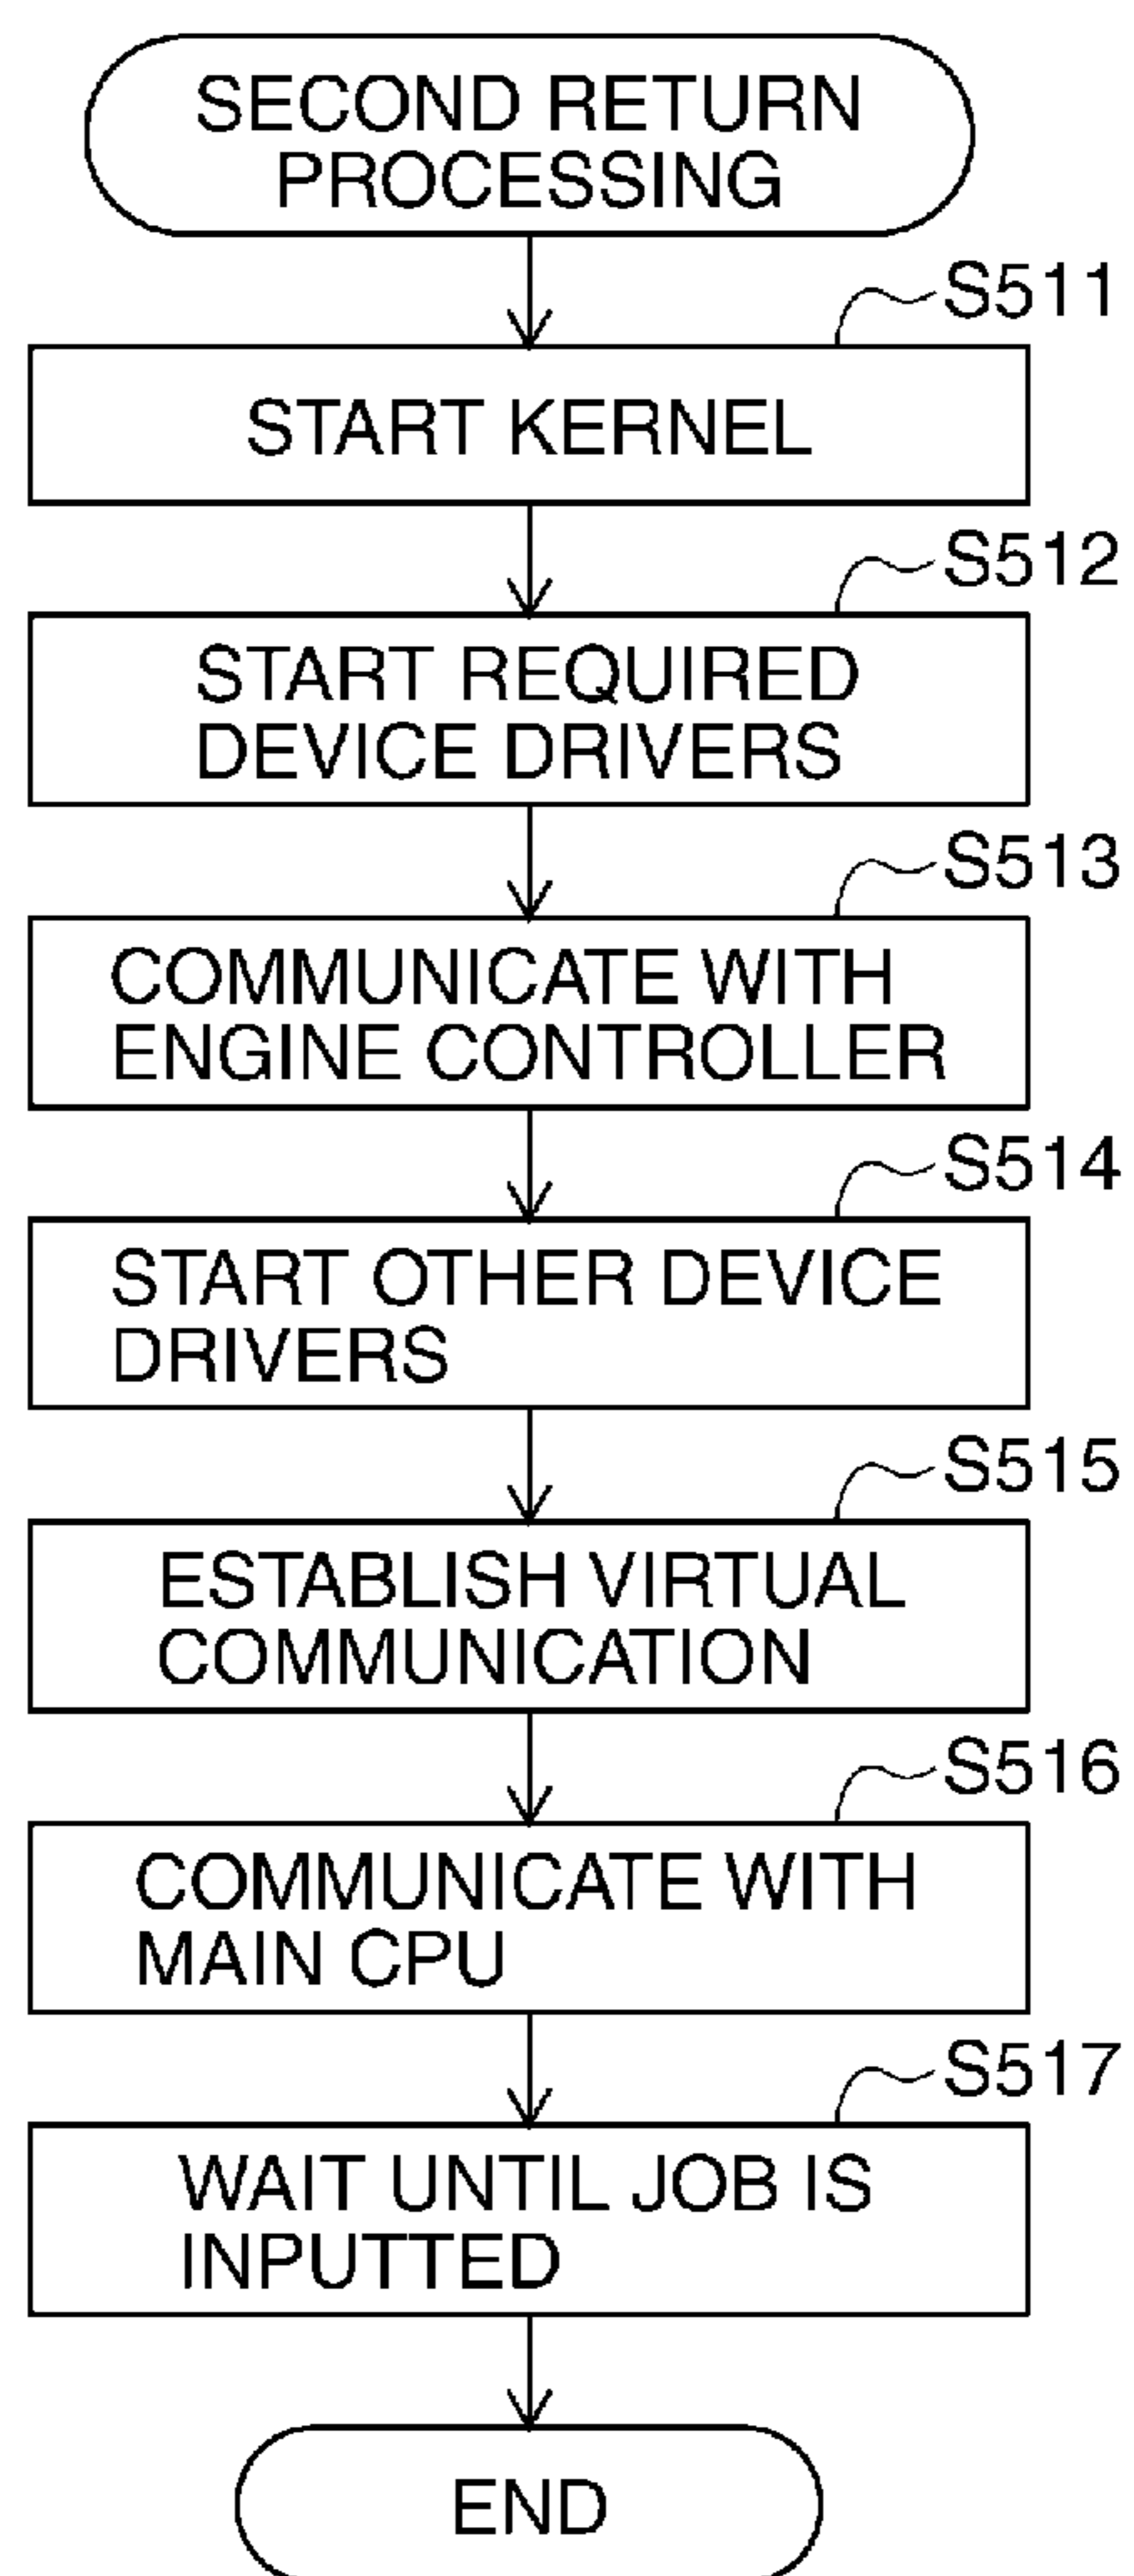 SECOND RETURN
PROCESSING
S511
START KERNEL
S512
START REQUIRED
DEVICE DRIVERS
S513
COMMUNICATE WITH
ENGINE CONTROLLER
S514
START OTHER DEVICE
DRIVERS
S515
ESTABLISH VIRTUAL
COMMUNICATION
S516
COMMUNICATE WITH
MAIN CPU
S517
WAIT UNTIL JOB IS
INPUTTED
END